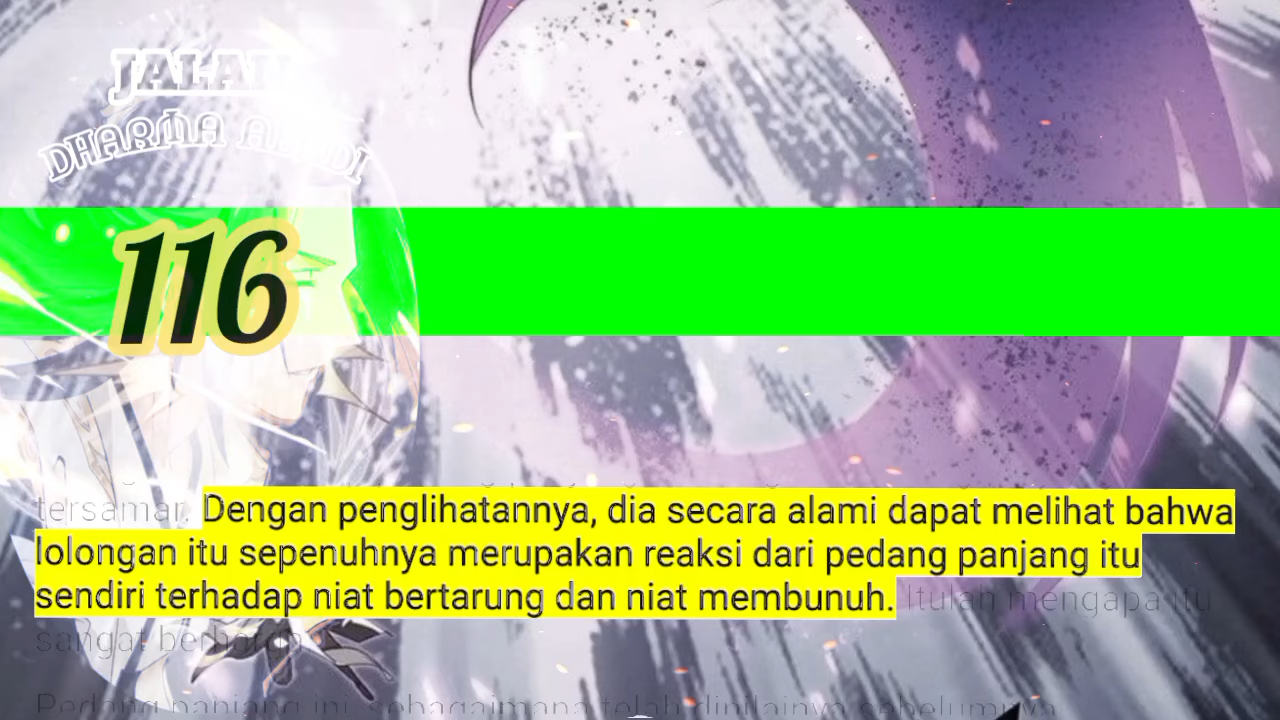 JALAN
DHARMA ABADI
116
tersamar. Dengan penglihatannya, dia secara alami dapat melihat bahwa
lolongan itu sepenuhnya merupakan reaksi dari pedang panjang itu
sendiri terhadap niat bertarung dan niat membunuh. Itulah mengapa itu
sangat berharga.
Pedang panjang ini, sebagaimana telah dinilainya sebelumnya,